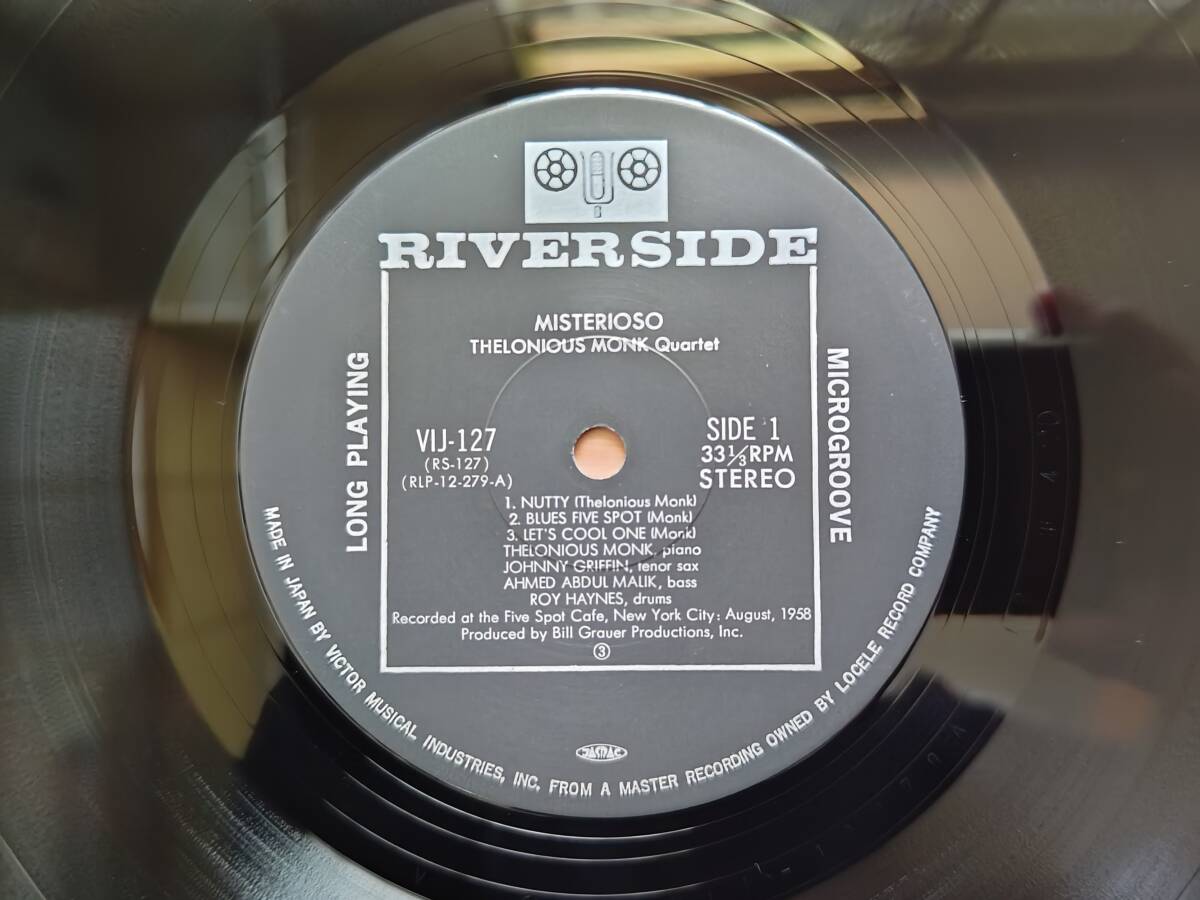 RIVERSIDE
MISTERIOSO
THELONIOUS MONK Quartet
LONG PLAYING
MICROGROOVE
VIJ-127
(RS-127)
(RLP-12-279-A)
SIDE 1
33⅓RPM
STEREO
1. NUTTY (Thelonious Monk)
2. BLUES FIVE SPOT (Monk)
3. LET'S COOL ONE (Monk)
THELONIOUS MONK, piano
JOHNNY GRIFFIN, tenor sax
AHMED ABDUL MALIK, bass
ROY HAYNES, drums
Recorded at the Five Spot Cafe, New York City: August, 1958
Produced by Bill Grauer Productions, Inc.
③
JASRAC
MADE IN JAPAN BY VICTOR MUSICAL INDUSTRIES, INC. FROM A MASTER RECORDING OWNED BY LOCELE RECORD COMPANY